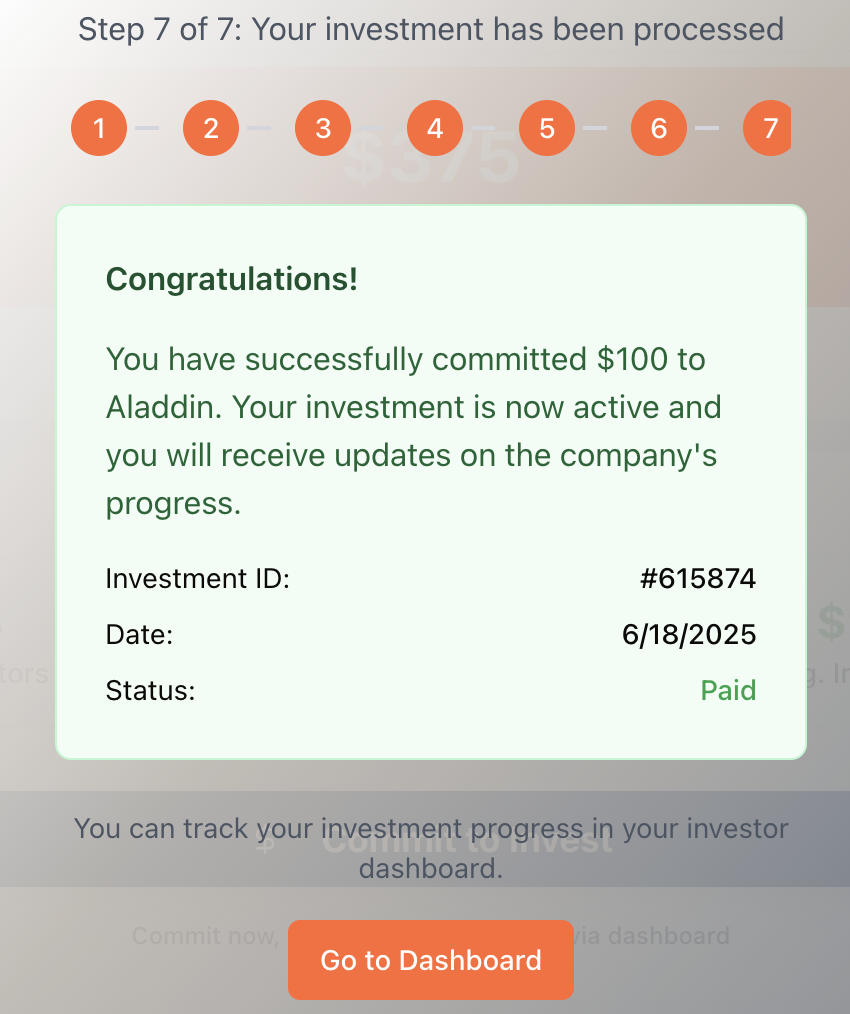 Step 7 of 7: Your investment has been processed
1 2 3 4 5 6 7
$375
Congratulations!
You have successfully committed $100 to
Aladdin. Your investment is now active and
you will receive updates on the company's
progress.
Investment ID: #615874
Date: 6/18/2025
$
Status: Paid
tors
g. In
You can track your investment progress in your investor
$ Commit to Invest
dashboard.
Commit now, via dashboard
Go to Dashboard